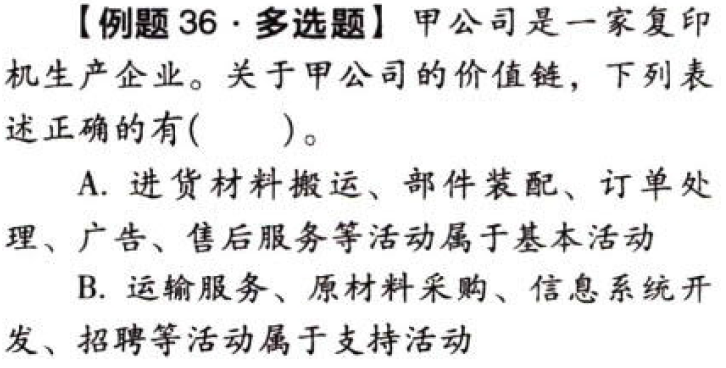 【例题 36 · 多选题】甲公司是一家复印
机生产企业。关于甲公司的价值链，下列表
述正确的有(　　)。
A. 进货材料搬运、部件装配、订单处
理、广告、售后服务等活动属于基本活动
B. 运输服务、原材料采购、信息系统开
发、招聘等活动属于支持活动